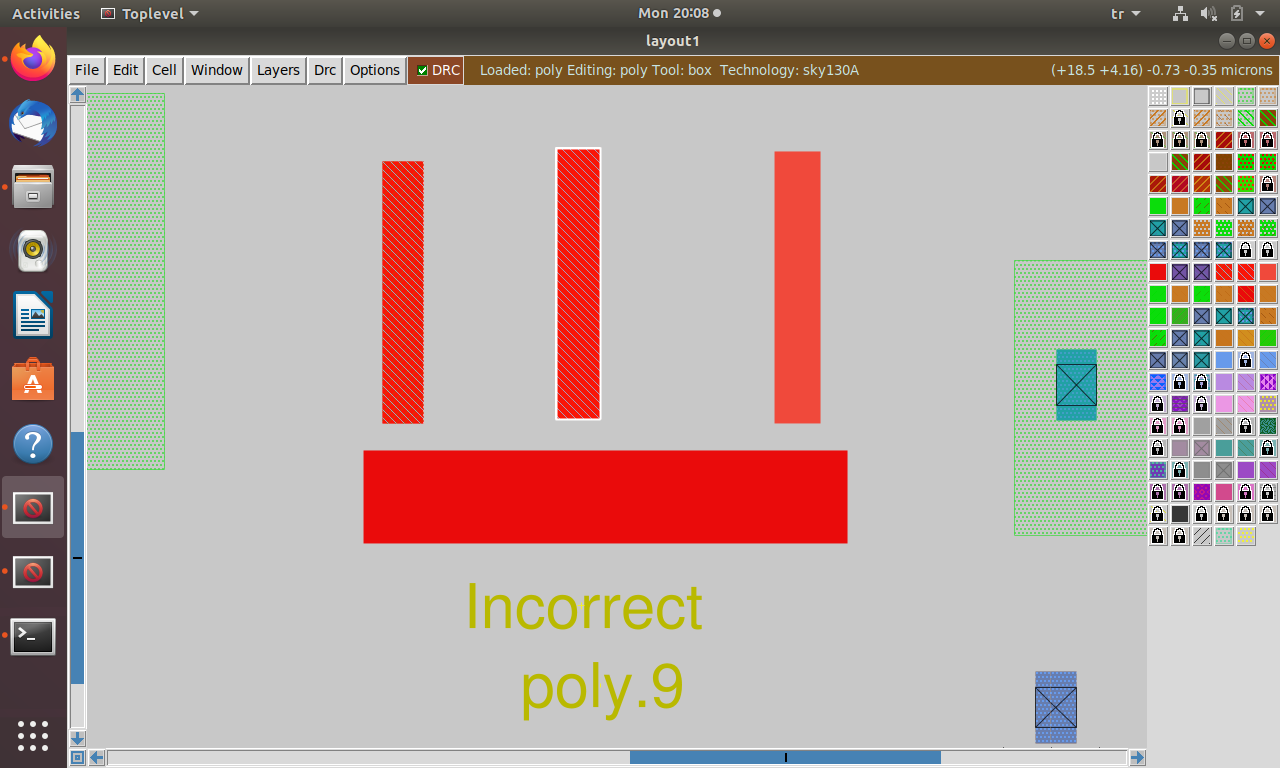 Activities Toplevel Mon 20:08 tr
layout1
File Edit Cell Window Layers Drc Options DRC Loaded: poly Editing: poly Tool: box Technology: sky130A (+18.5 +4.16) -0.73 -0.35 microns
Incorrect
poly.9